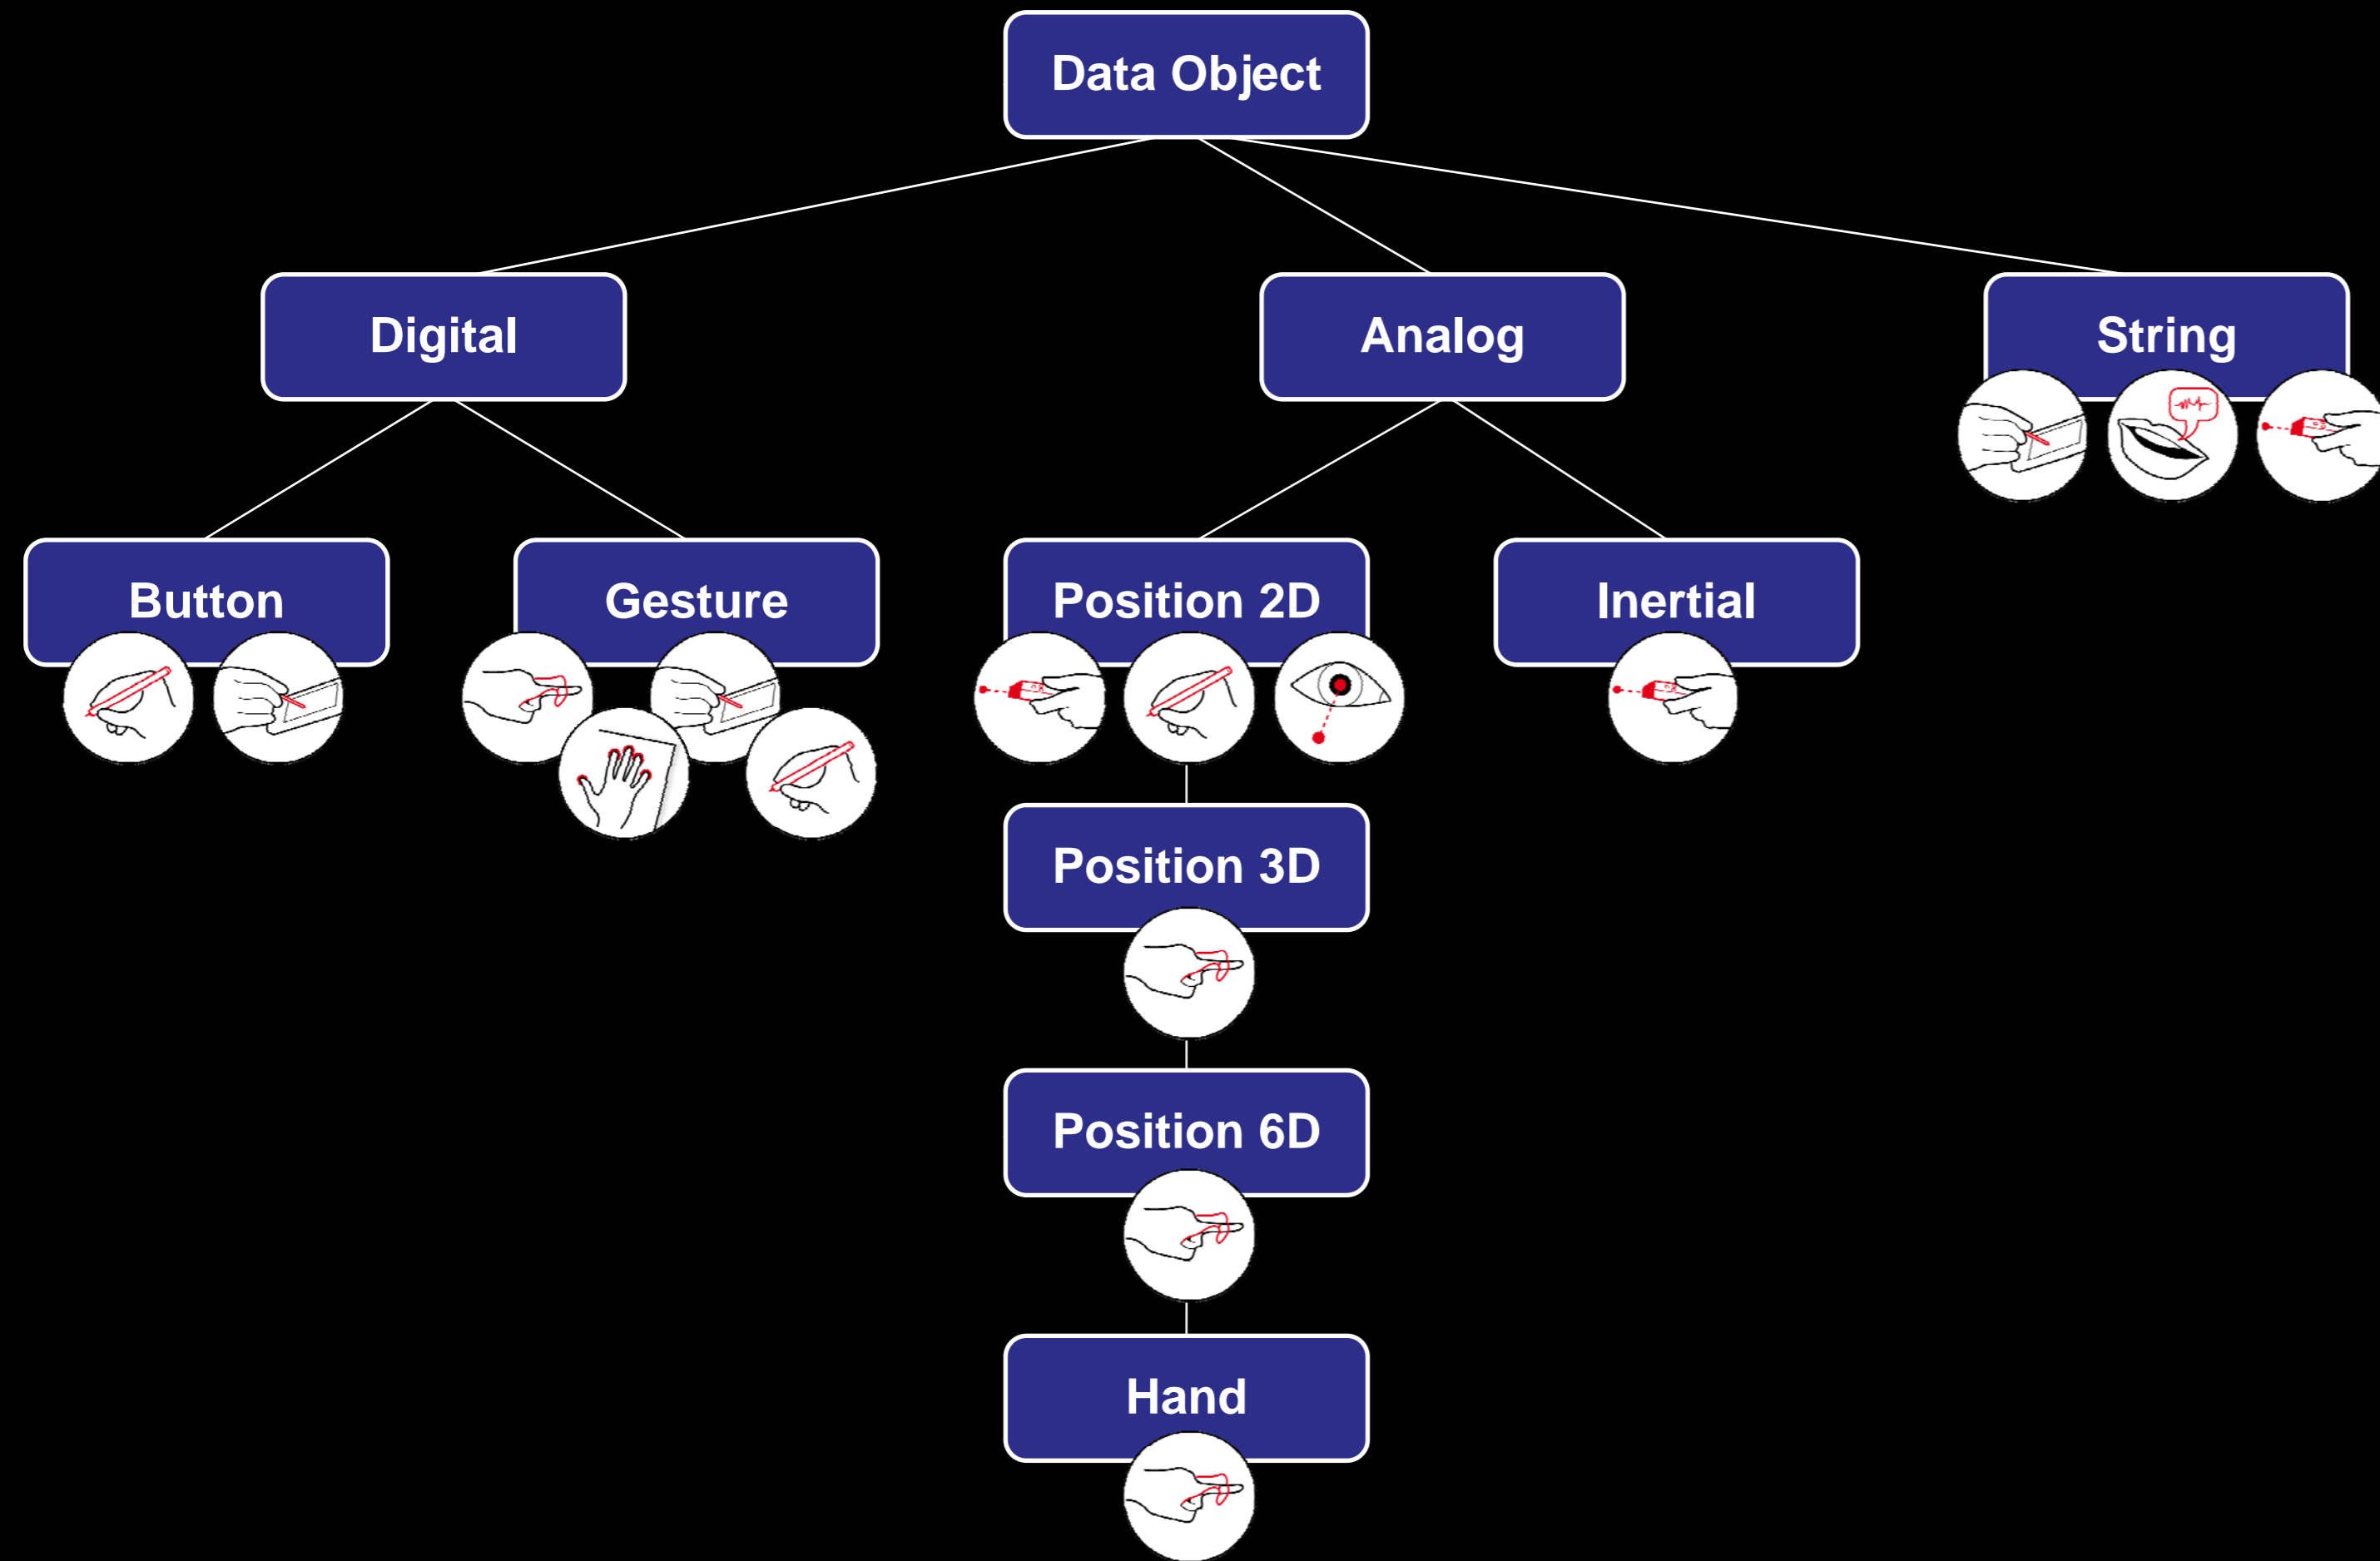 Data Object
Digital
Analog
String
Button
Gesture
Position 2D
Inertial
Position 3D
Position 6D
Hand